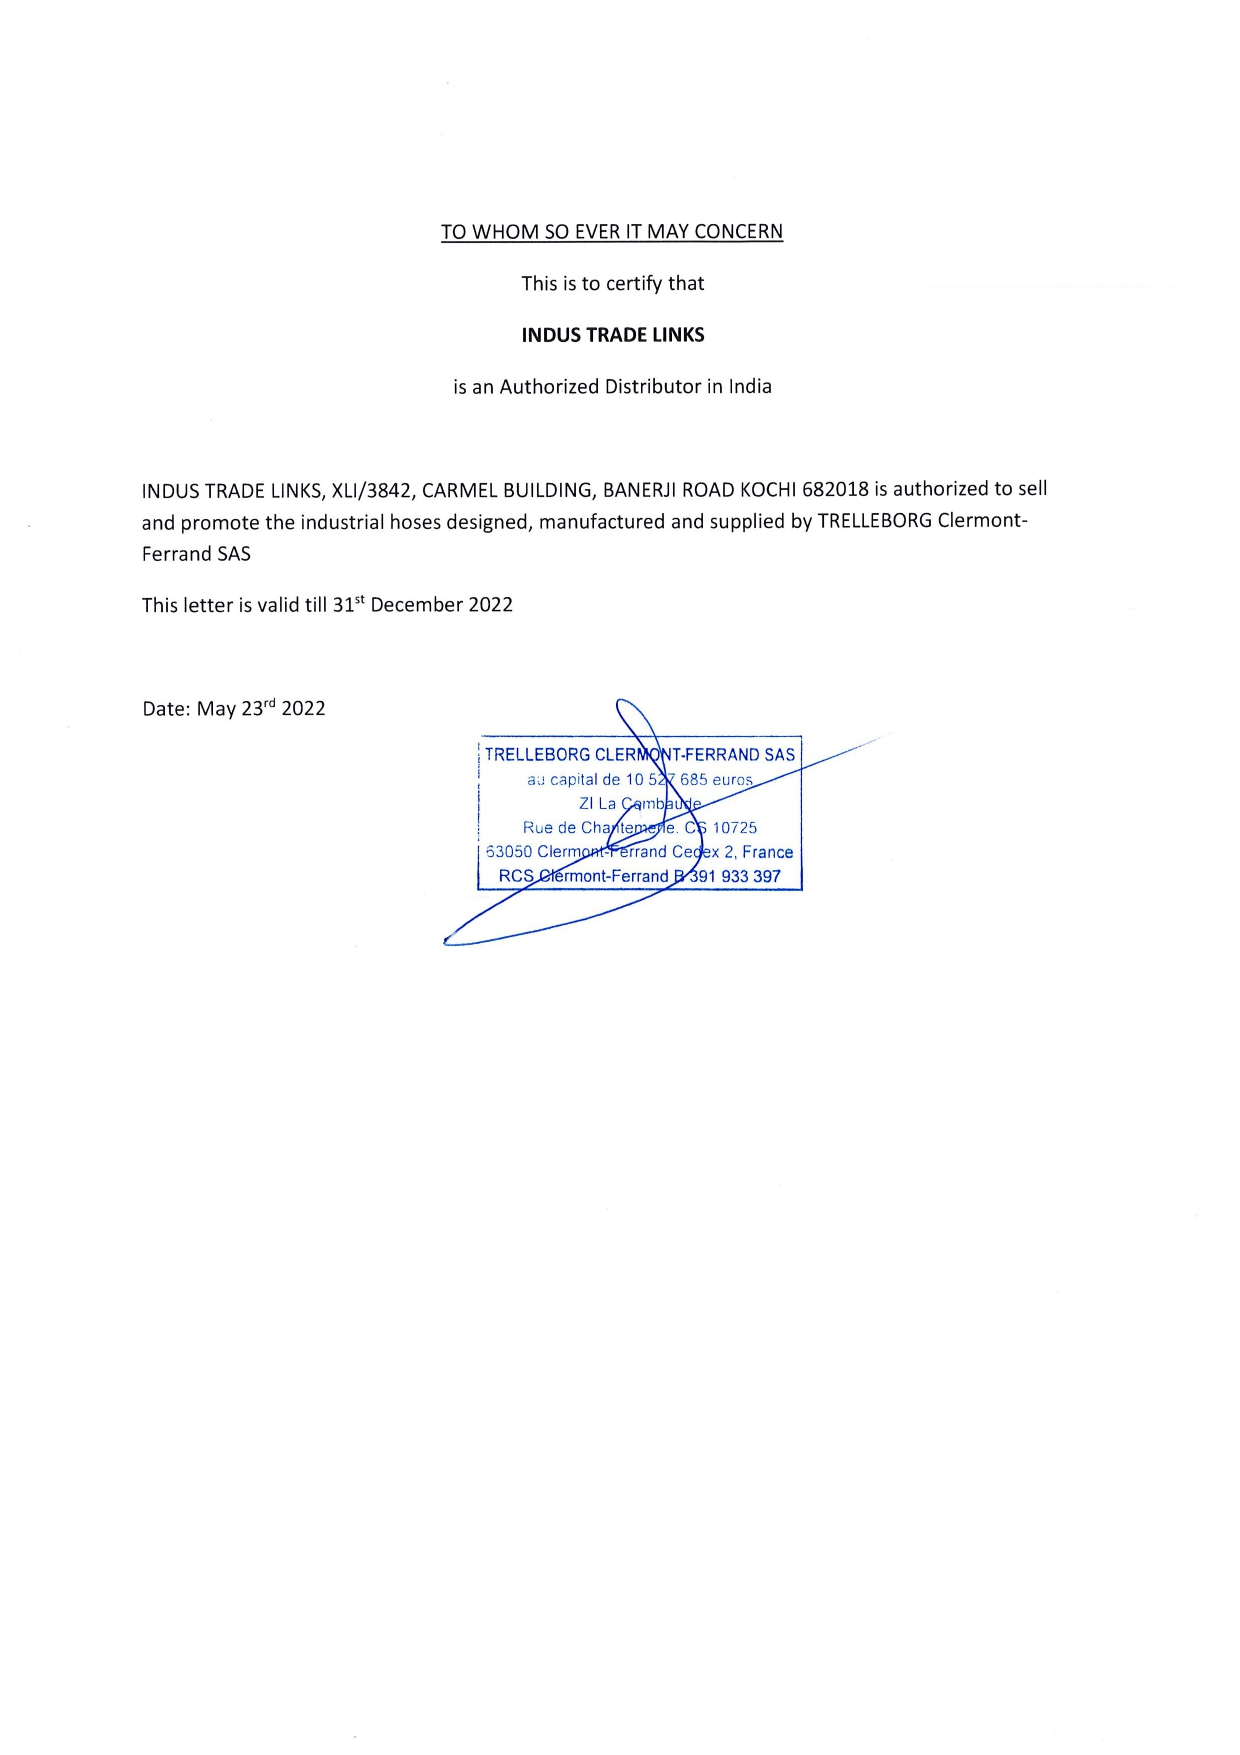 TO WHOM SO EVER IT MAY CONCERN
This is to certify that
INDUS TRADE LINKS
is an Authorized Distributor in India
INDUS TRADE LINKS, XLI/3842, CARMEL BUILDING, BANERJI ROAD KOCHI 682018 is authorized to sell
and promote the industrial hoses designed, manufactured and supplied by TRELLEBORG Clermont-
Ferrand SAS
This letter is valid till 31st December 2022
Date: May 23rd 2022
TRELLEBORG CLERMONT-FERRAND SAS
au capital de 10 527 685 euros
ZI La Combaude
Rue de Chantemerle. CS 10725
63050 Clermont-Ferrand Cedex 2, France
RCS Clermont-Ferrand B 391 933 397